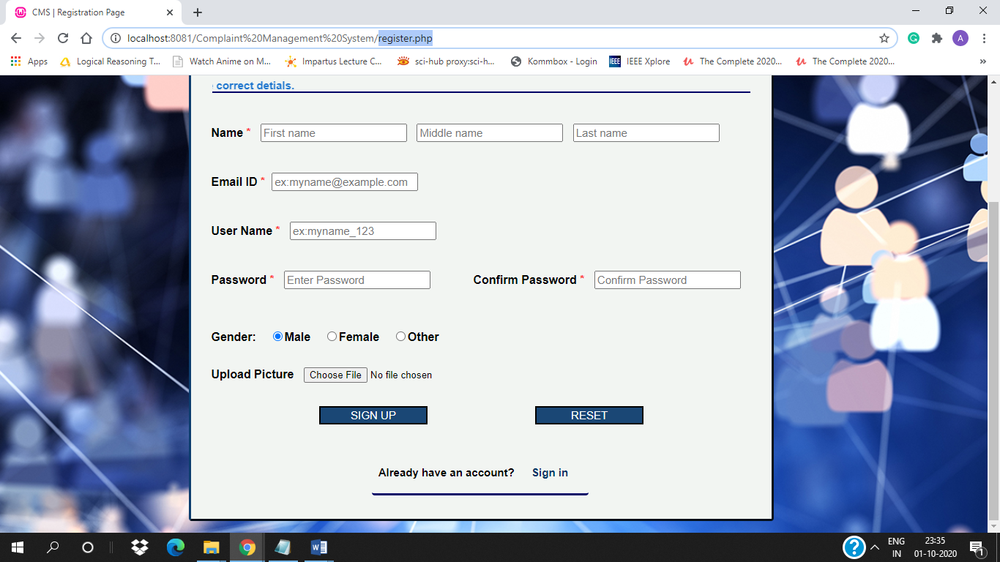 CMS | Registration Page
localhost:8081/Complaint%20Management%20System/register.php
A
Apps Logical Reasoning T... Watch Anime on M... Impartus Lecture C... sci-hub proxy:sci-h... Kommbox - Login IEEE IEEE Xplore The Complete 2020... The Complete 2020... »
correct detials.
Name * First name Middle name Last name
Email ID * ex:myname@example.com
User Name * ex:myname_123
Password * Enter Password Confirm Password * Confirm Password
Gender: Male Female Other
Upload Picture Choose File No file chosen
SIGN UP RESET
Already have an account? Sign in
ENG 23:35
IN 01-10-2020 1